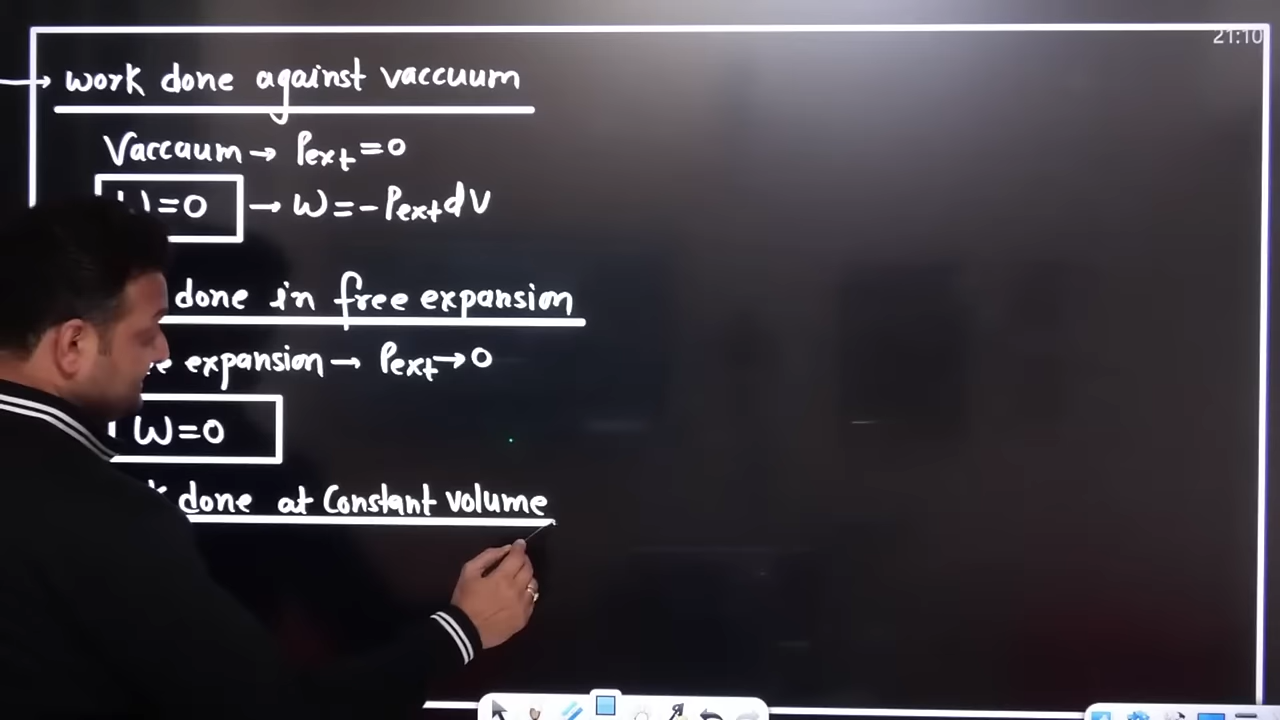 21:10
→ work done against vaccuum
Vaccaum → Pext = 0
=0 → W = - Pext dV
done in free expansion
expansion → Pext → 0
W=0
done at Constant volume